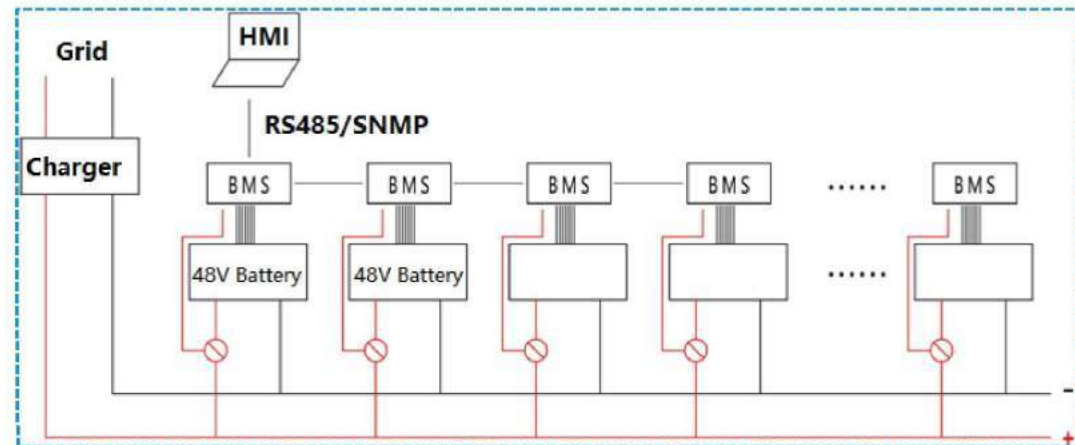 HMI
Grid
RS485/SNMP
Charger
BMS BMS BMS BMS ...... BMS
48V Battery 48V Battery ......
-
+